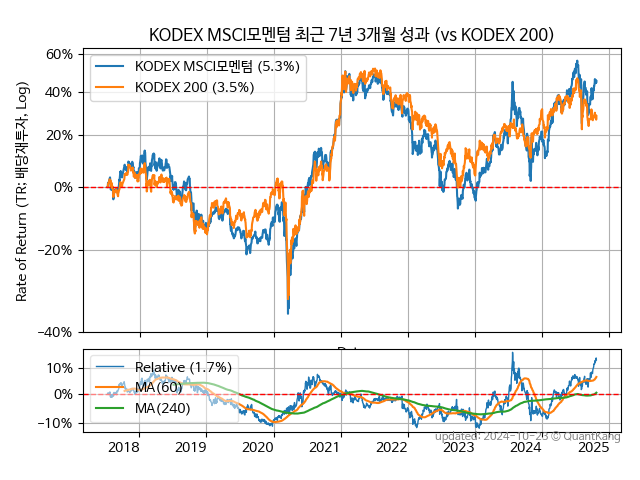 KODEX MSCI모멘텀 최근 7년 3개월 성과 (vs KODEX 200)
Rate of Return (TR: 배당재투자, Log)
60%
40%
20%
0%
−20%
−40%
KODEX MSCI모멘텀 (5.3%)
KODEX 200 (3.5%)
10%
0%
−10%
Relative (1.7%)
MA(60)
MA(240)
2018 2019 2020 2021 2022 2023 2024 2025
updated: 2024-10-23 © QuantKang